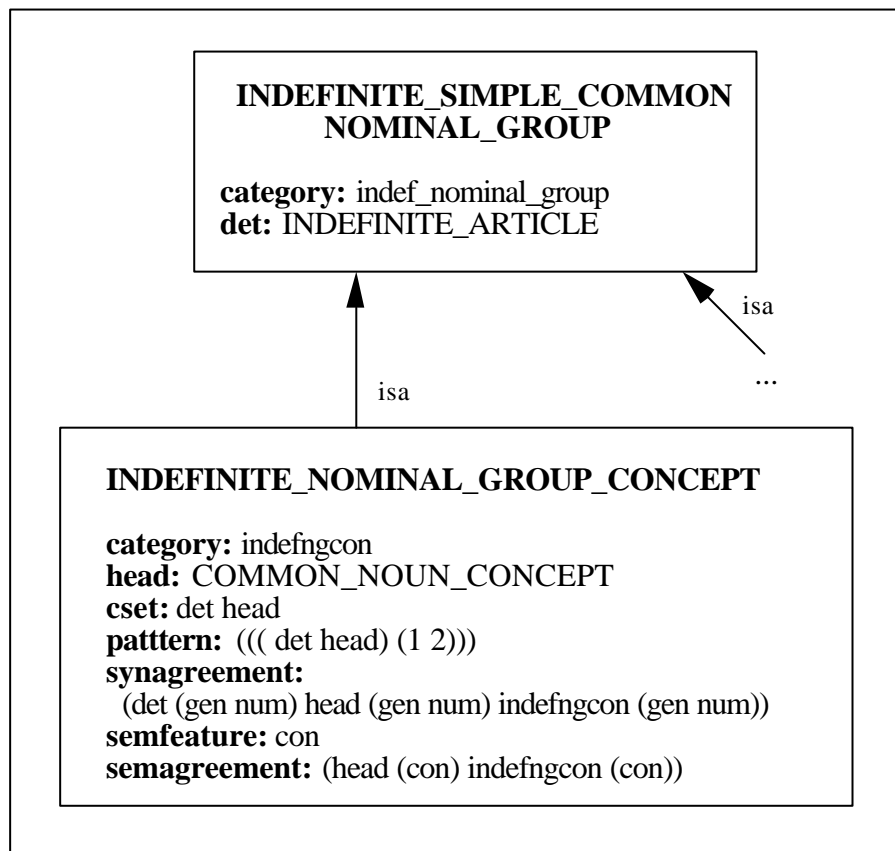 INDEFINITE_SIMPLE_COMMON
NOMINAL_GROUP
category: indef_nominal_group
det: INDEFINITE_ARTICLE
isa
...
isa
INDEFINITE_NOMINAL_GROUP_CONCEPT
category: indefngcon
head: COMMON_NOUN_CONCEPT
cset: det head
patttern: ((( det head) (1 2)))
synagreement:
(det (gen num) head (gen num) indefngcon (gen num))
semfeature: con
semagreement: (head (con) indefngcon (con))